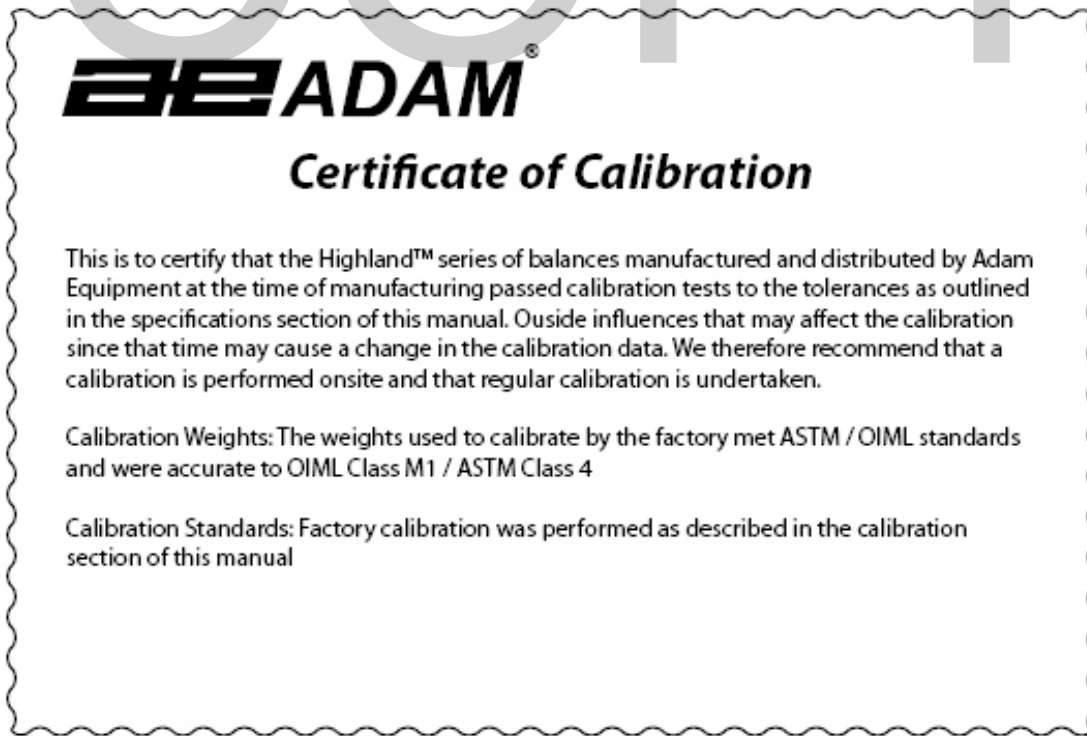 ae ADAM®
Certificate of Calibration
This is to certify that the Highland™ series of balances manufactured and distributed by Adam
Equipment at the time of manufacturing passed calibration tests to the tolerances as outlined
in the specifications section of this manual. Ouside influences that may affect the calibration
since that time may cause a change in the calibration data. We therefore recommend that a
calibration is performed onsite and that regular calibration is undertaken.
Calibration Weights: The weights used to calibrate by the factory met ASTM / OIML standards
and were accurate to OIML Class M1 / ASTM Class 4
Calibration Standards: Factory calibration was performed as described in the calibration
section of this manual